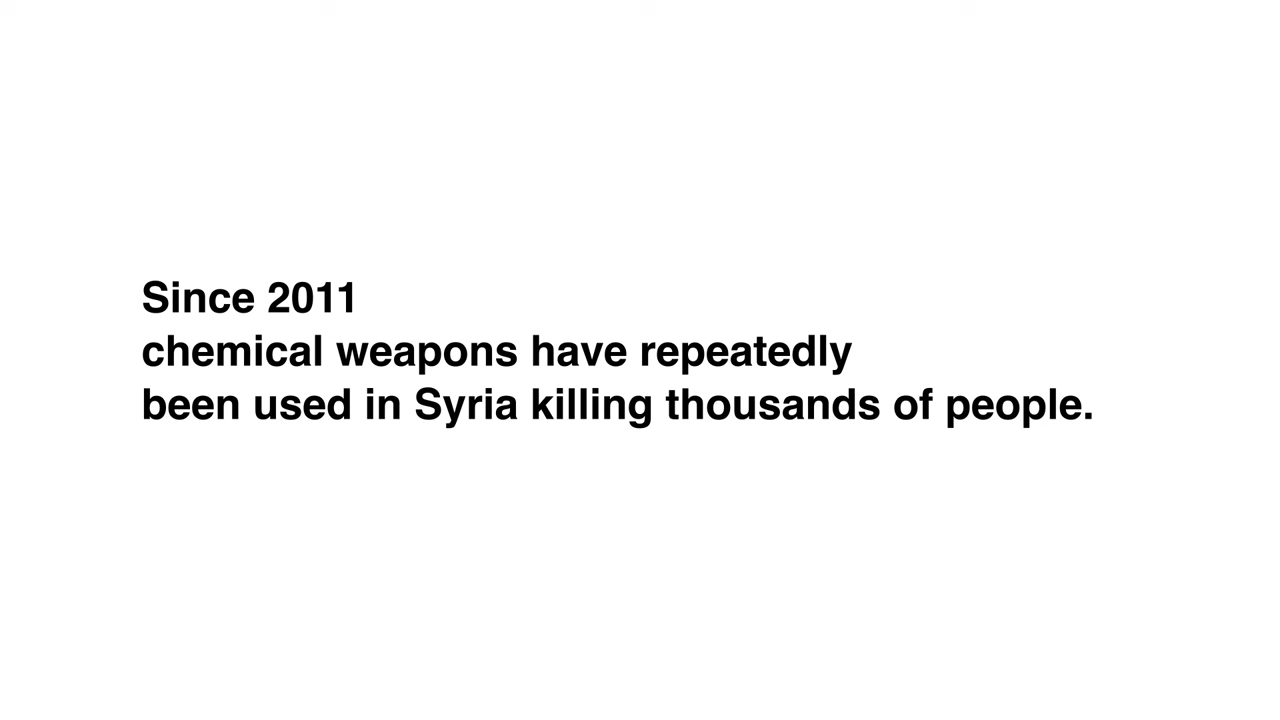 Since 2011
chemical weapons have repeatedly
been used in Syria killing thousands of people.